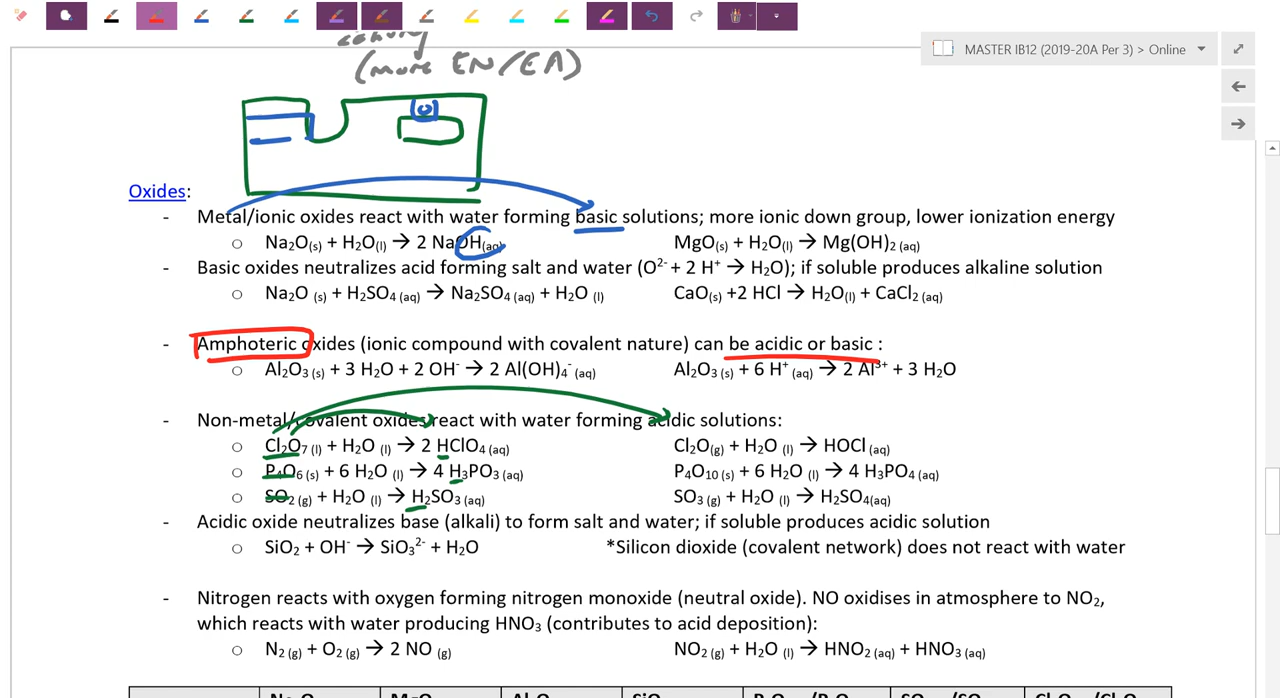 (more EN/EA)
MASTER IB12 (2019-20A Per 3) > Online
Oxides:
- Metal/ionic oxides react with water forming basic solutions; more ionic down group, lower ionization energy
o Na₂O(s) + H₂O(l) → 2 NaOH(aq) MgO(s) + H₂O(l) → Mg(OH)₂ (aq)
- Basic oxides neutralizes acid forming salt and water (O²⁻ + 2 H⁺ → H₂O); if soluble produces alkaline solution
o Na₂O (s) + H₂SO₄ (aq) → Na₂SO₄ (aq) + H₂O (l) CaO(s) +2 HCl → H₂O(l) + CaCl₂ (aq)
- Amphoteric oxides (ionic compound with covalent nature) can be acidic or basic :
o Al₂O₃ (s) + 3 H₂O + 2 OH⁻ → 2 Al(OH)₄⁻ (aq) Al₂O₃ (s) + 6 H⁺ (aq) → 2 Al³⁺ + 3 H₂O
- Non-metal/covalent oxides react with water forming acidic solutions:
o Cl₂O₇ (l) + H₂O (l) → 2 HClO₄ (aq) Cl₂O(g) + H₂O (l) → HOCl (aq)
o P₄O₆ (s) + 6 H₂O (l) → 4 H₃PO₃ (aq) P₄O₁₀ (s) + 6 H₂O (l) → 4 H₃PO₄ (aq)
o SO₂ (g) + H₂O (l) → H₂SO₃ (aq) SO₃ (g) + H₂O (l) → H₂SO₄(aq)
- Acidic oxide neutralizes base (alkali) to form salt and water; if soluble produces acidic solution
o SiO₂ + OH⁻ → SiO₃²⁻ + H₂O *Silicon dioxide (covalent network) does not react with water
- Nitrogen reacts with oxygen forming nitrogen monoxide (neutral oxide). NO oxidises in atmosphere to NO₂,
which reacts with water producing HNO₃ (contributes to acid deposition):
o N₂ (g) + O₂ (g) → 2 NO (g) NO₂ (g) + H₂O (l) → HNO₂ (aq) + HNO₃ (aq)